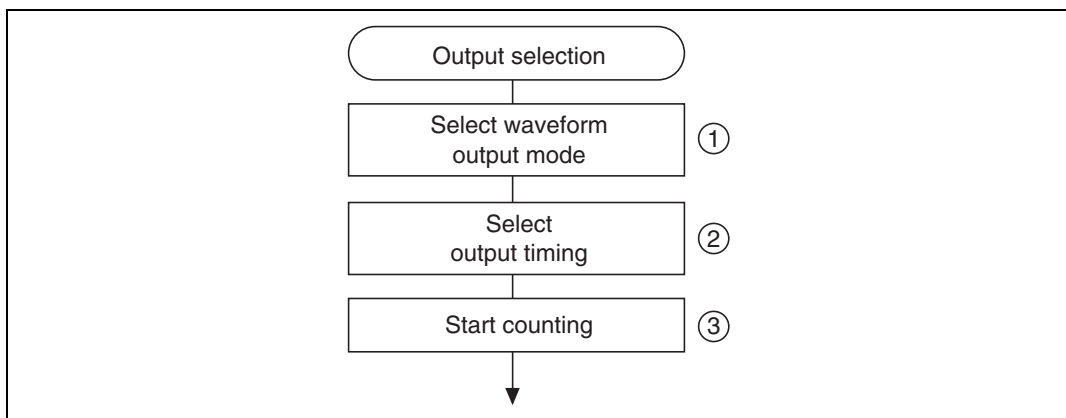 Output selection
Select waveform
output mode
①
Select
output timing
②
Start counting
③